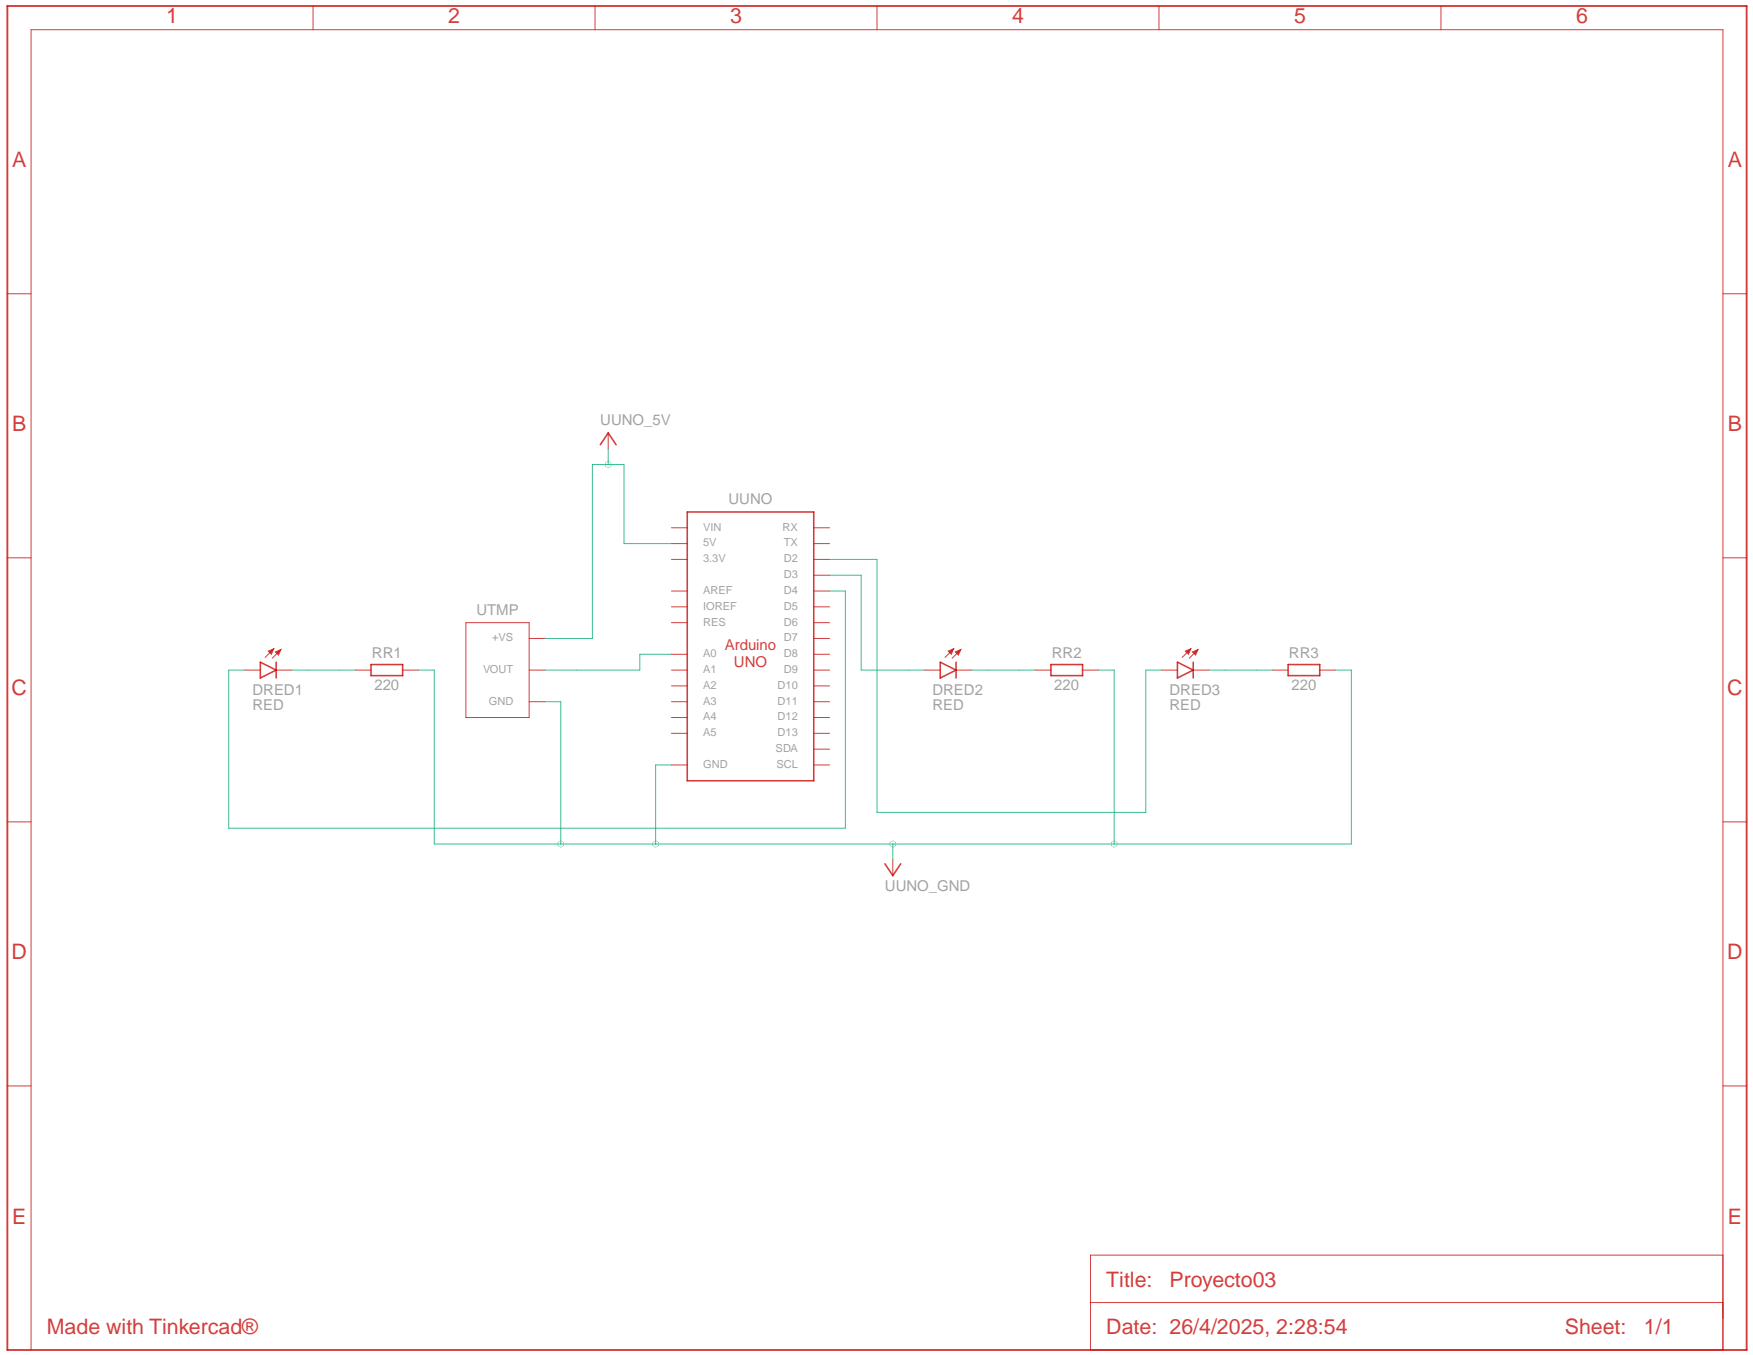 1 2 3 4 5 6
A A
B B
C C
D D
E E
UUNO_5V
UUNO
VIN RX
5V TX
3.3V D2
D3
AREF D4
IOREF D5
RES D6
D7
Arduino
UNO
A0 D8
A1 D9
A2 D10
A3 D11
A4 D12
A5 D13
SDA
GND SCL
UTMP
+VS
VOUT
GND
DRED1
RED
RR1
220
DRED2
RED
RR2
220
DRED3
RED
RR3
220
UUNO_GND
Made with Tinkercad®
Title: Proyecto03
Date: 26/4/2025, 2:28:54 Sheet: 1/1